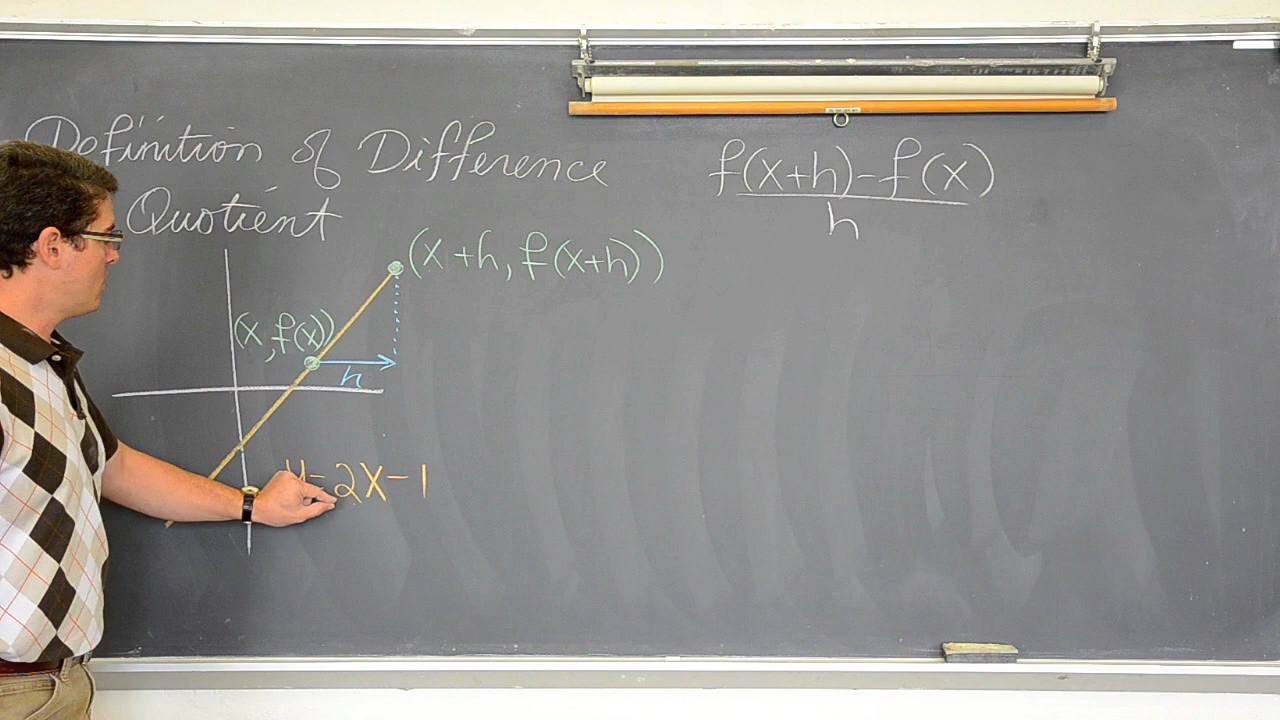 Definition of Difference
Quotient
f(x+h)-f(x)
h
(x+h, f(x+h))
(x, f(x))
h
y=2x-1